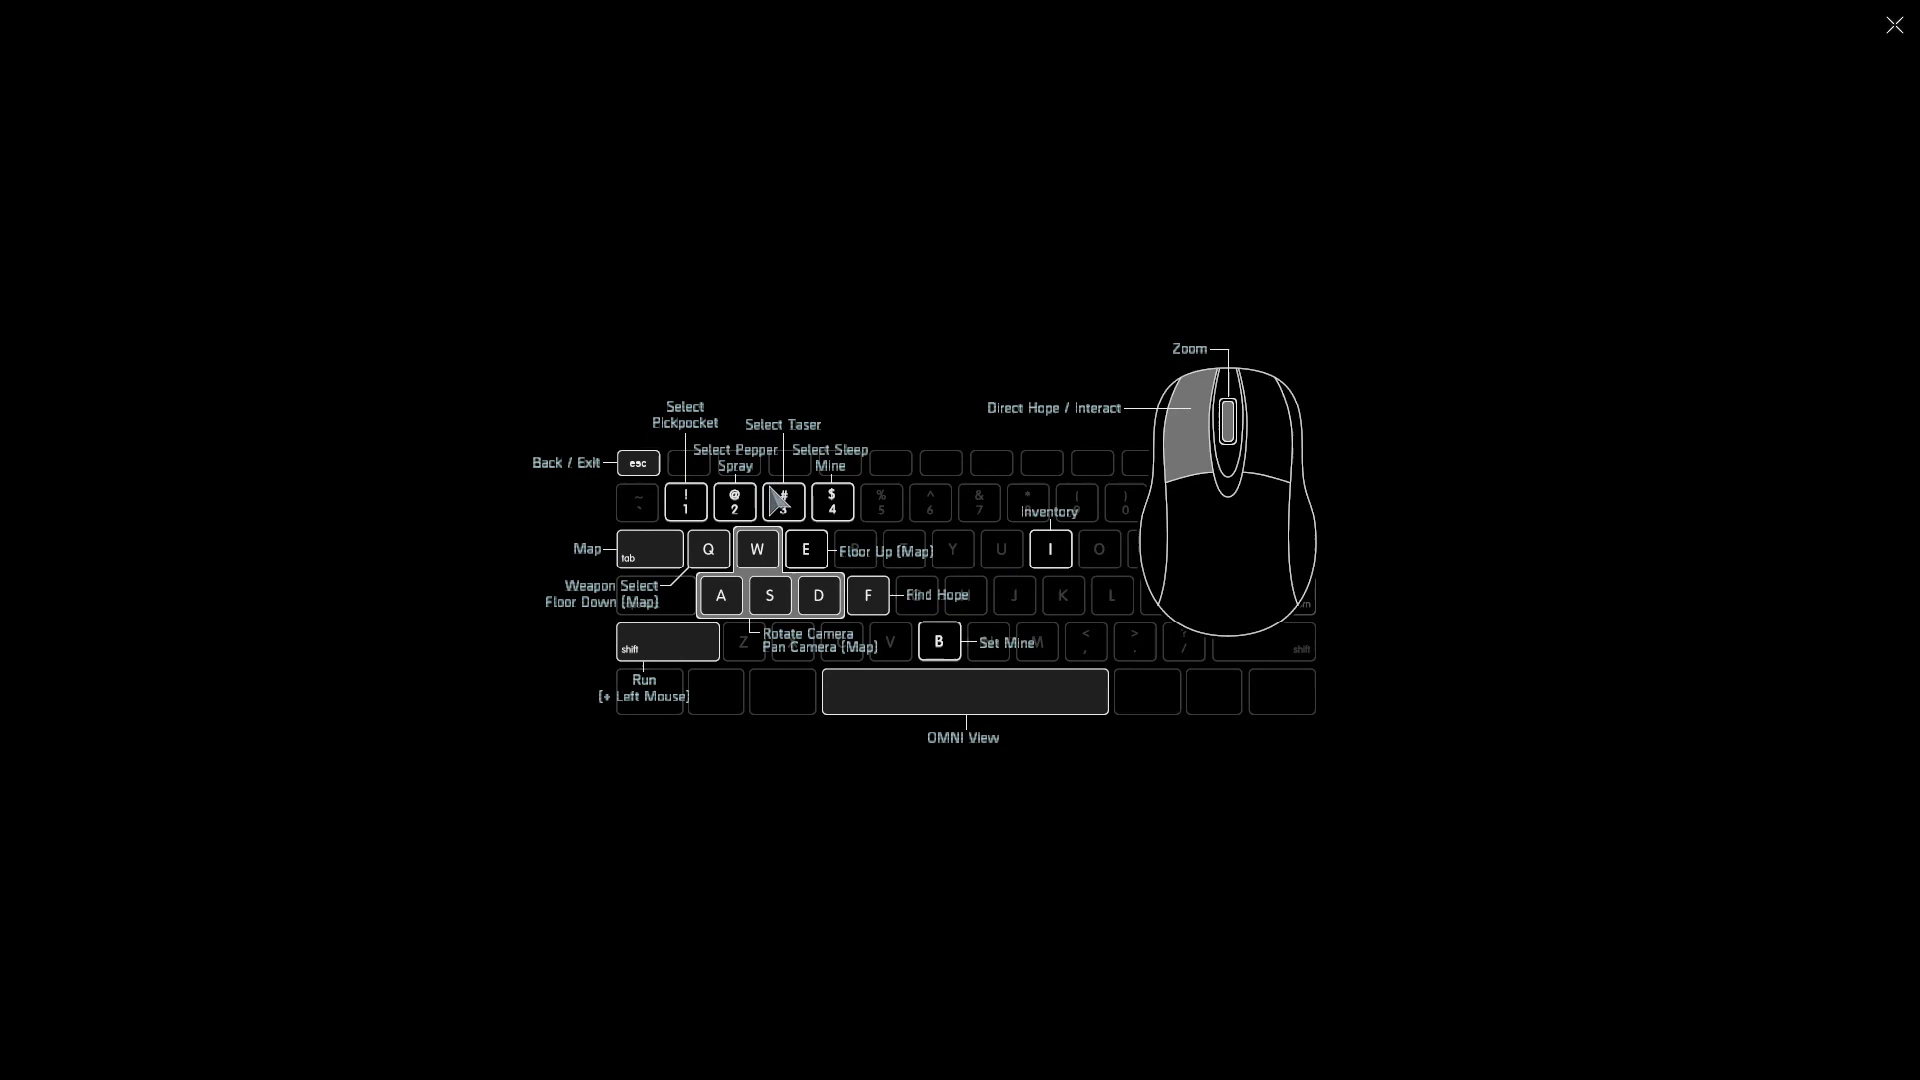 Zoom
Select
Pickpocket
Direct Hope / Interact
Select Taser
Select Pepper
Spray
Select Sleep
Mine
Back / Exit
esc
~
`
!
1
@
2
#
3
$
4
%
5
^
6
&
7
*
(
)
0
Inventory
Map
tab
Q
W
E
Floor Up (Map)
Y
U
I
O
Weapon Select
Floor Down (Map)
A
S
D
F
Find Hope
J
K
L
shift
Z
Rotate Camera
Pan Camera (Map)
V
B
Set Mine
M
<
,
>
.
?
/
shift
Run
(+ Left Mouse)
OMNI View